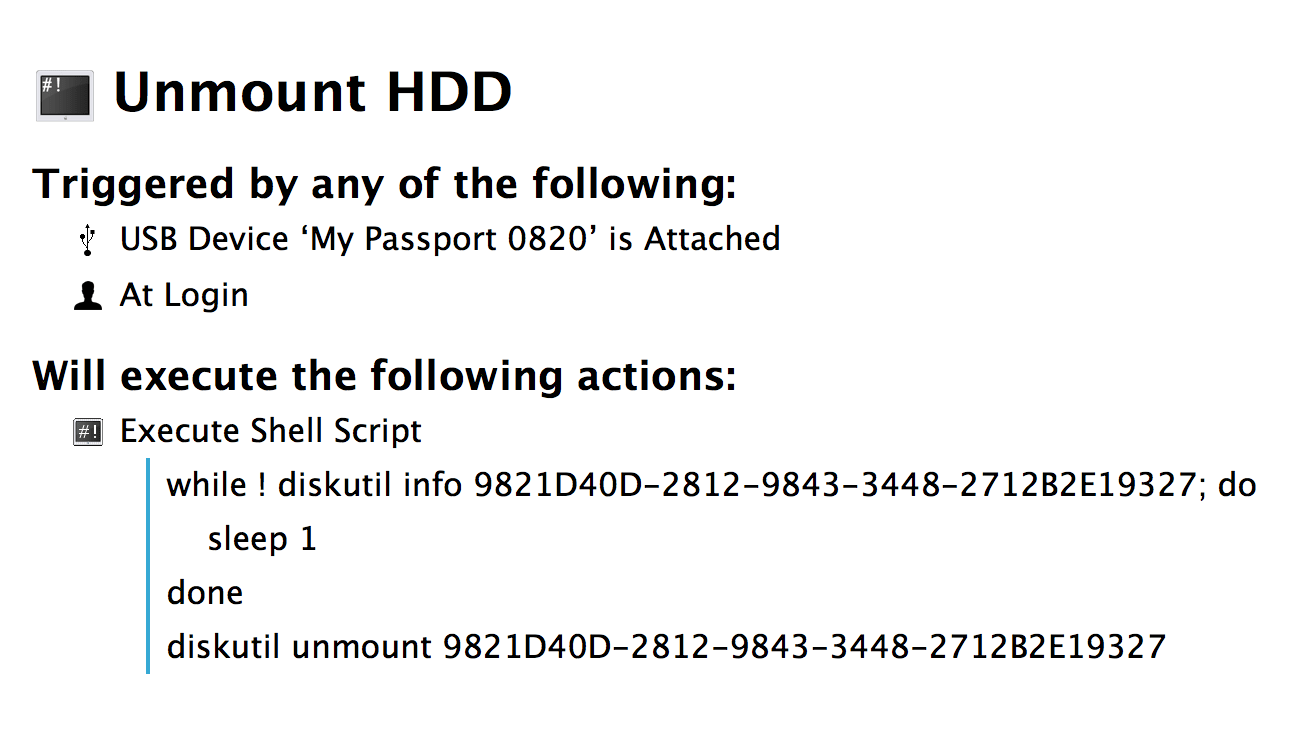 #!
Unmount HDD
Triggered by any of the following:
USB Device ‘My Passport 0820’ is Attached
At Login
Will execute the following actions:
#!
Execute Shell Script
while ! diskutil info 9821D40D-2812-9843-3448-2712B2E19327; do
sleep 1
done
diskutil unmount 9821D40D-2812-9843-3448-2712B2E19327